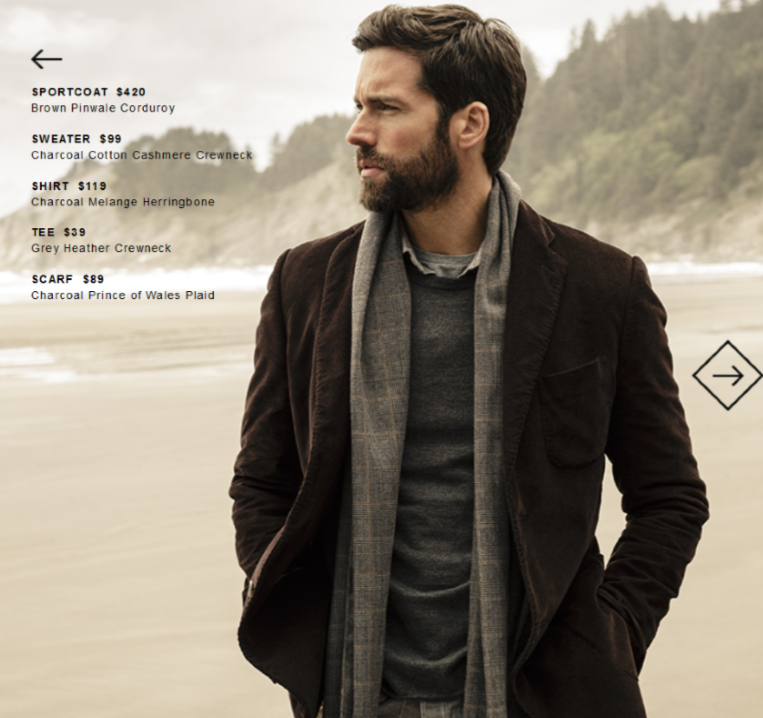 SPORTCOAT $420
Brown Pinwale Corduroy
SWEATER $99
Charcoal Cotton Cashmere Crewneck
SHIRT $119
Charcoal Melange Herringbone
TEE $39
Grey Heather Crewneck
SCARF $89
Charcoal Prince of Wales Plaid